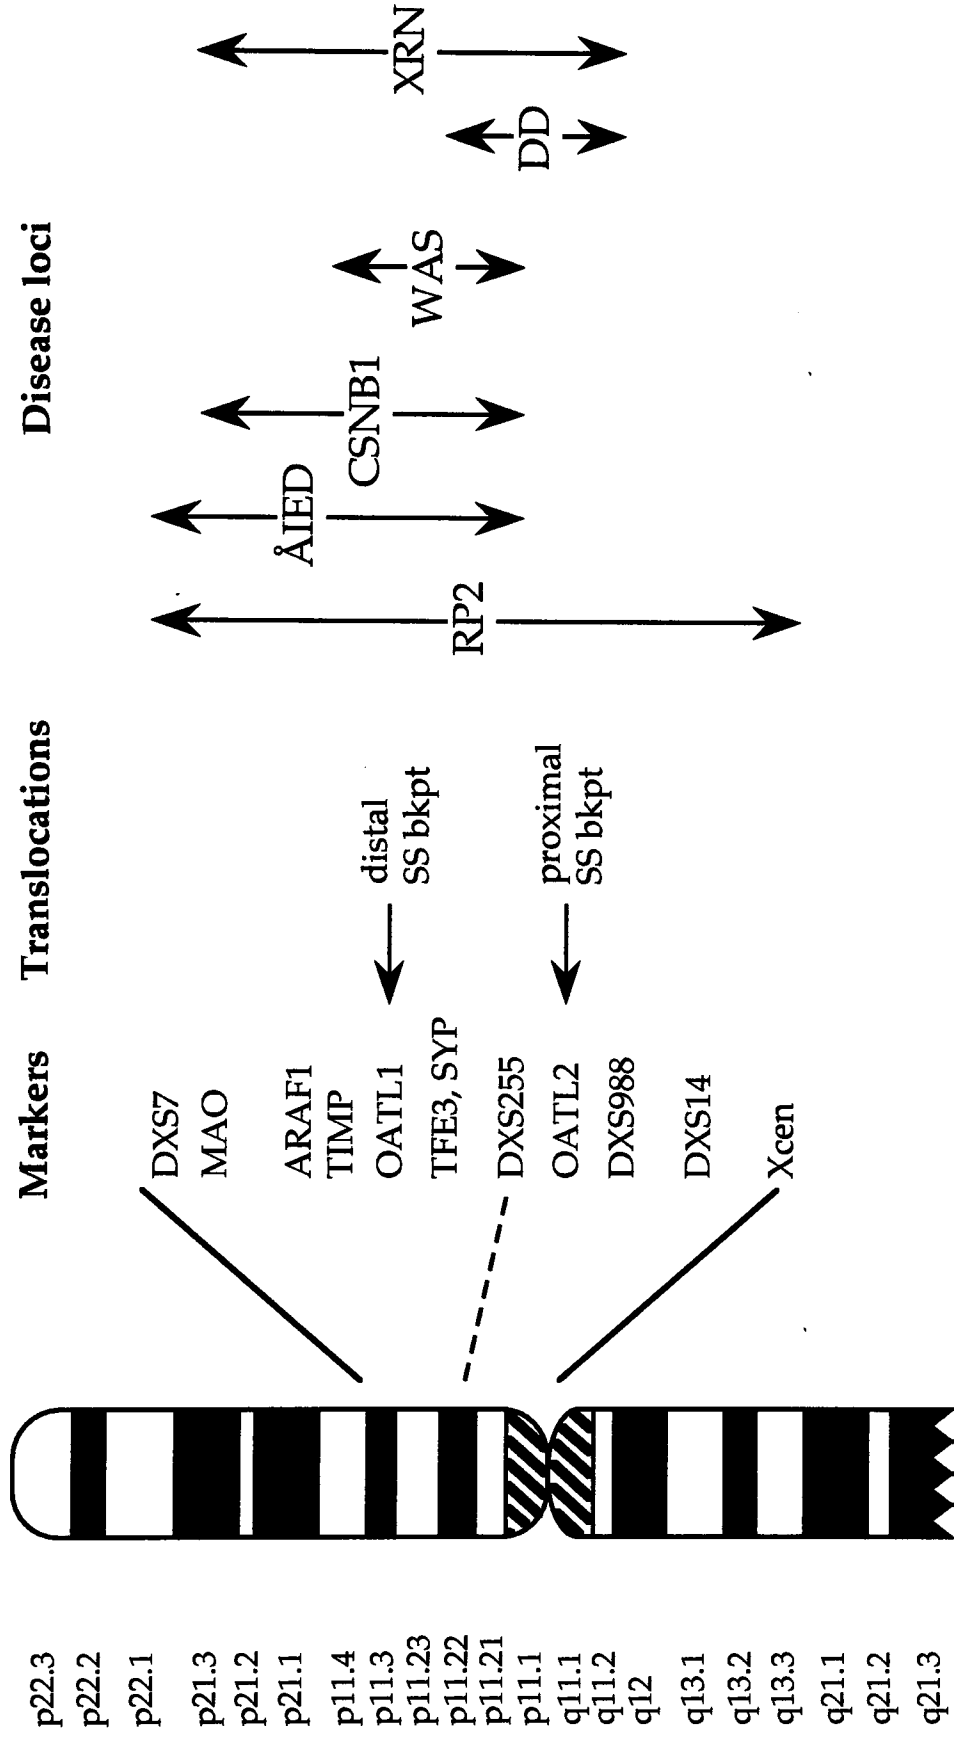 Markers
Translocations
Disease loci
p22.3
p22.2
p22.1
p21.3
p21.2
p21.1
p11.4
p11.3
p11.23
p11.22
p11.21
p11.1
q11.1
q11.2
q12
q13.1
q13.2
q13.3
q21.1
q21.2
q21.3
DXS7
MAO
ARAF1
TIMP
OATL1
TFE3, SYP
DXS255
OATL2
DXS988
DXS14
Xcen
distal
SS bkpt
proximal
SS bkpt
RP2
ÅIED
CSNB1
WAS
DD
XRN